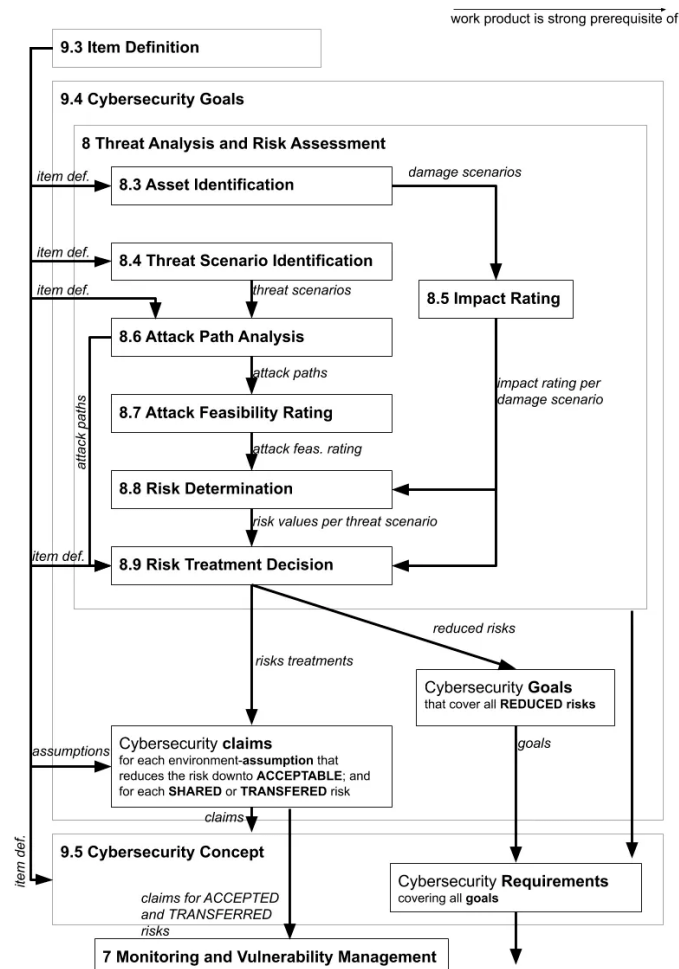 work product is strong prerequisite of
9.3 Item Definition
9.4 Cybersecurity Goals
8 Threat Analysis and Risk Assessment
item def.
damage scenarios
8.3 Asset Identification
item def.
8.4 Threat Scenario Identification
item def.
threat scenarios
8.5 Impact Rating
8.6 Attack Path Analysis
attack paths
attack paths
impact rating per
damage scenario
8.7 Attack Feasibility Rating
attack feas. rating
8.8 Risk Determination
risk values per threat scenario
item def.
8.9 Risk Treatment Decision
reduced risks
risks treatments
Cybersecurity Goals
that cover all REDUCED risks
assumptions
Cybersecurity claims
for each environment-assumption that
reduces the risk downto ACCEPTABLE; and
for each SHARED or TRANSFERED risk
goals
claims
item def.
9.5 Cybersecurity Concept
Cybersecurity Requirements
covering all goals
claims for ACCEPTED
and TRANSFERRED
risks
7 Monitoring and Vulnerability Management